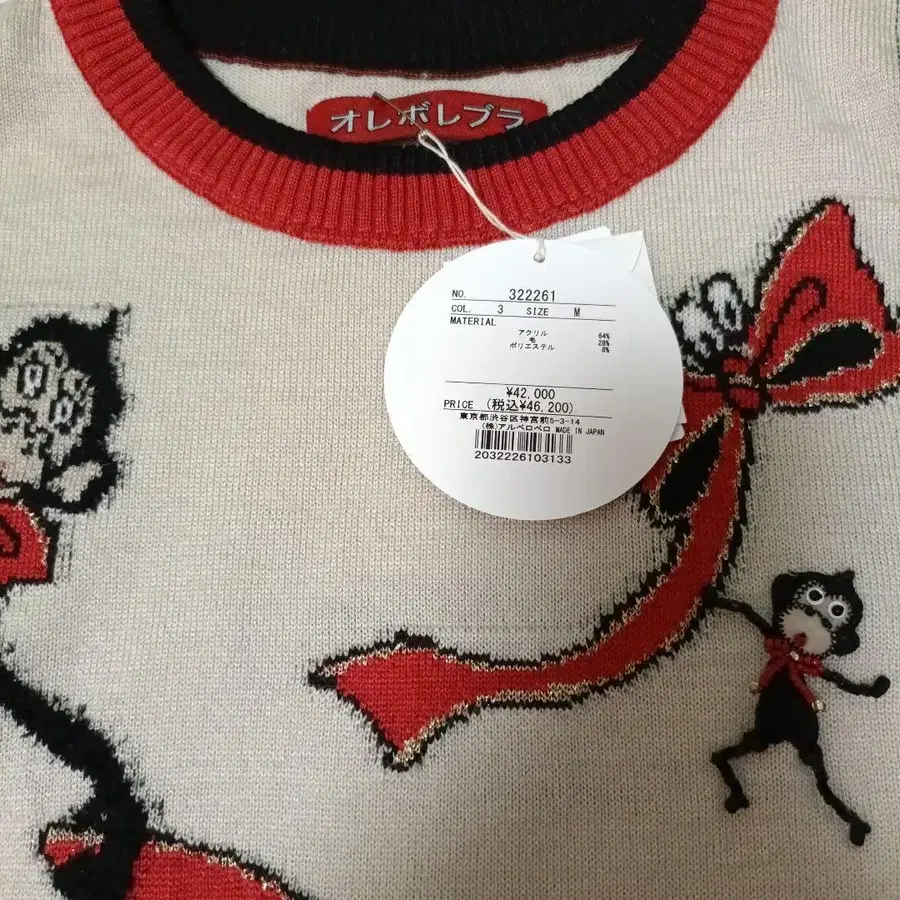 オレボレブラ
NO. 322261
COL. 3 SIZE M
MATERIAL
アクリル 64%
毛 28%
ポリエステル 8%
¥42,000
PRICE (税込¥46,200)
東京都渋谷区神宮前5-3-14
(株)アルベロベロ MADE IN JAPAN
2032226103133